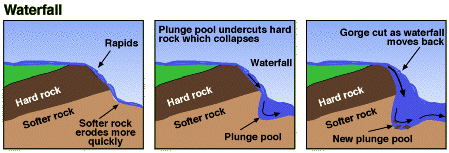 Waterfall
Rapids
Hard rock
Softer rock
Softer rock
erodes more
quickly
Plunge pool undercuts hard
rock which collapses
Waterfall
Hard rock
Softer rock
Plunge pool
Gorge cut as waterfall
moves back
Hard rock
Softer rock
New plunge pool